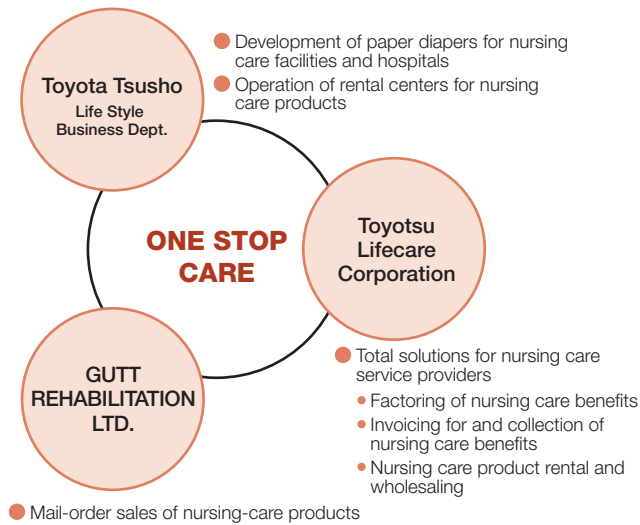 Toyota Tsusho
Life Style
Business Dept.
Development of paper diapers for nursing
care facilities and hospitals
Operation of rental centers for nursing
care products
ONE STOP
CARE
Toyotsu
Lifecare
Corporation
Total solutions for nursing care
service providers
Factoring of nursing care benefits
Invoicing for and collection of
nursing care benefits
Nursing care product rental and
wholesaling
GUTT
REHABILITATION
LTD.
Mail-order sales of nursing-care products